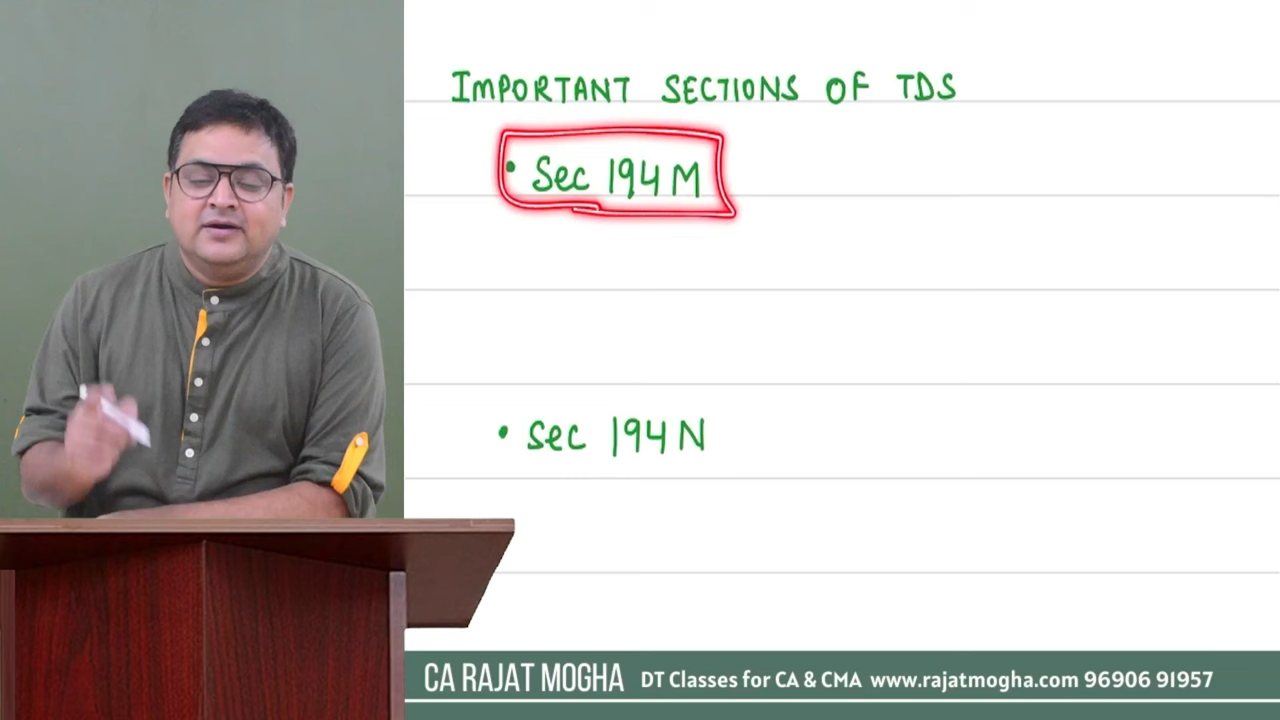 IMPORTANT SECTIONS OF TDS
• Sec 194 M
• Sec 194 N
CA RAJAT MOGHA DT Classes for CA & CMA www.rajatmogha.com 96906 91957